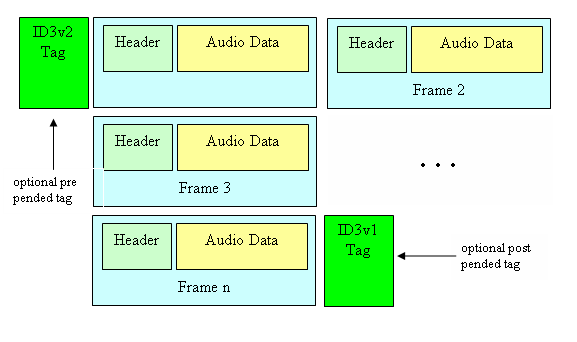 ID3v2
Tag
Header
Audio Data
Header
Audio Data
Frame 2
optional pre
pended tag
Header
Audio Data
Frame 3
...
Header
Audio Data
Frame n
ID3v1
Tag
optional post
pended tag